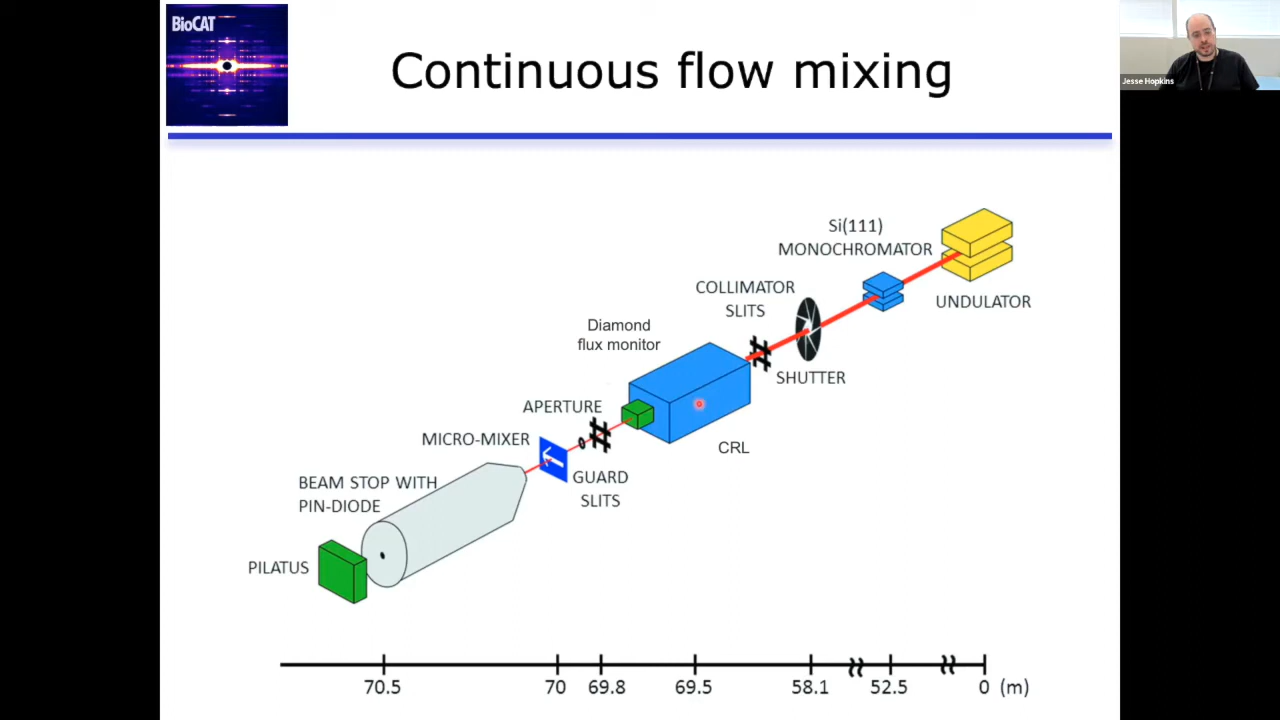 BioCAT
Continuous flow mixing
Jesse Hopkins
Si(111)
MONOCHROMATOR
UNDULATOR
COLLIMATOR
SLITS
SHUTTER
Diamond
flux monitor
CRL
APERTURE
GUARD
SLITS
MICRO-MIXER
BEAM STOP WITH
PIN-DIODE
PILATUS
70.5 70 69.8 69.5 58.1 52.5 0 (m)